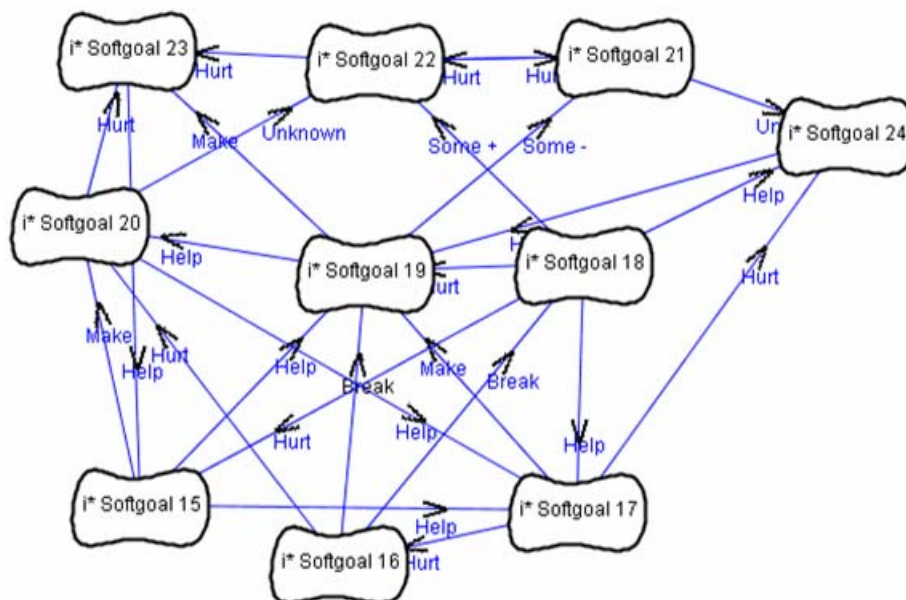 i* Softgoal 23
i* Softgoal 22
i* Softgoal 21
Hurt
Hurt
Hurt
Unknown
Make
Some +
Some -
i* Softgoal 24
Help
i* Softgoal 20
Help
i* Softgoal 19
i* Softgoal 18
Hurt
Make
Help
Hurt
Help
Break
Make
Break
Hurt
Help
Help
i* Softgoal 15
Help
i* Softgoal 17
i* Softgoal 16
Hurt